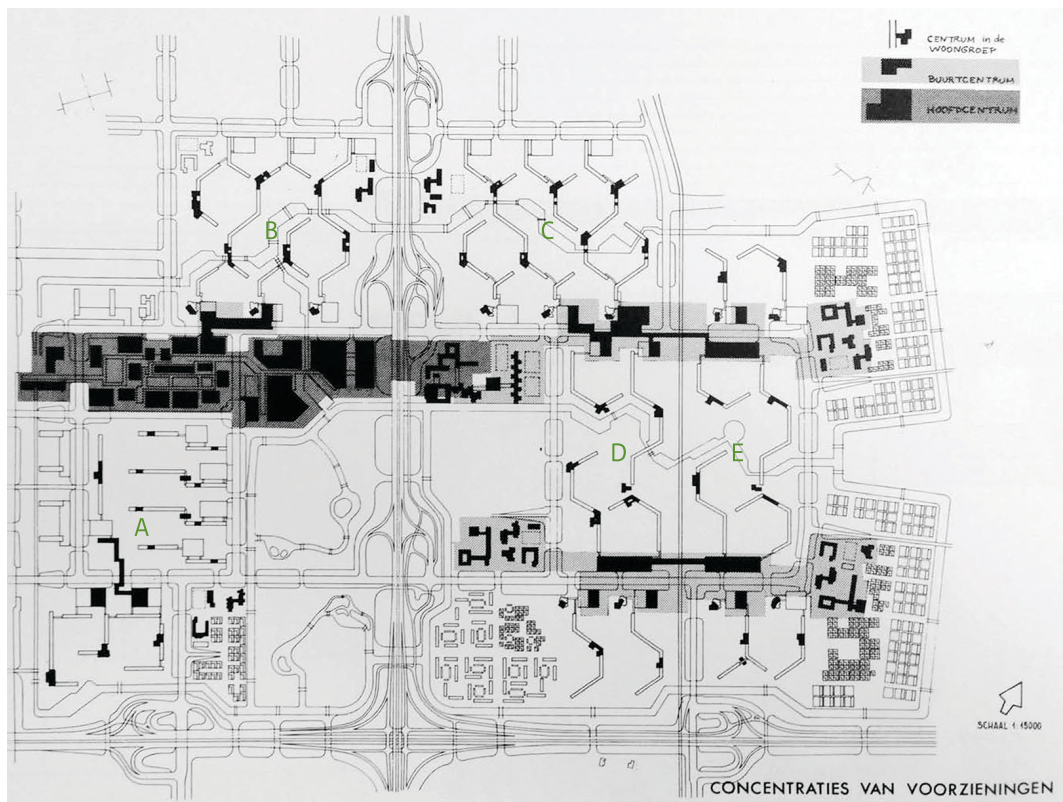 CENTRUM in de
WOONGROEP
BUURTCENTRUM
HOOFDCENTRUM
B
C
D
E
A
SCHAAL 1:15000
CONCENTRATIES VAN VOORZIENINGEN